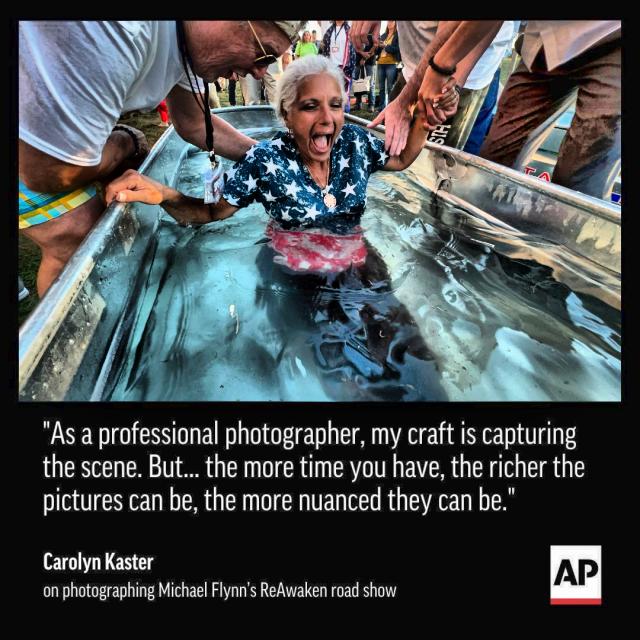 "As a professional photographer, my craft is capturing
the scene. But... the more time you have, the richer the
pictures can be, the more nuanced they can be."
Carolyn Kaster
on photographing Michael Flynn's ReAwaken road show
AP